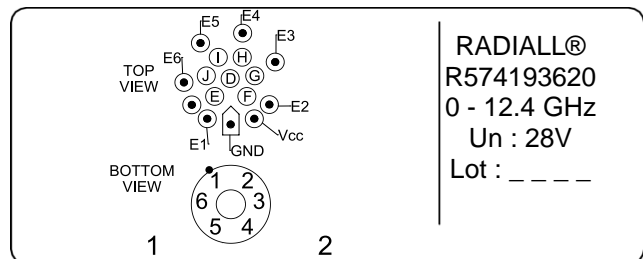 E5 E4
E3
E6
I H
TOP
VIEW
J D G
E F
E2
E1
Vcc
GND
BOTTOM
VIEW
1 2
6 3
5 4
1 2
RADIALL®
R574193620
0 - 12.4 GHz
Un : 28V
Lot : _ _ _ _